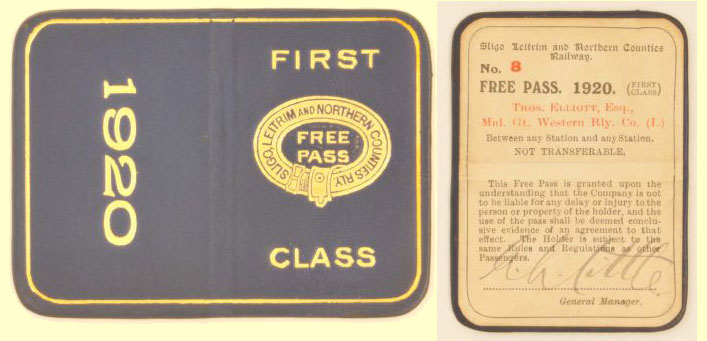 1920
FIRST
SLIGO, LEITRIM AND NORTHERN COUNTIES RLY.
FREE
PASS
CLASS
Sligo Leitrim and Northern Counties
Railway.
No. 8
FREE PASS. 1920. (FIRST CLASS)
THOS. ELLIOTT, ESQ.,
MID. GT. WESTERN RLY. CO. (I.)
Between any Station and any Station.
NOT TRANSFERABLE.
This Free Pass is granted upon the
understanding that the Company is not
to be liable for any delay or injury to the
person or property of the holder, and the
use of the pass shall be deemed conclu-
sive evidence of an agreement to that
effect. The Holder is subject to the
same Rules and Regulations as other
Passengers.
General Manager.